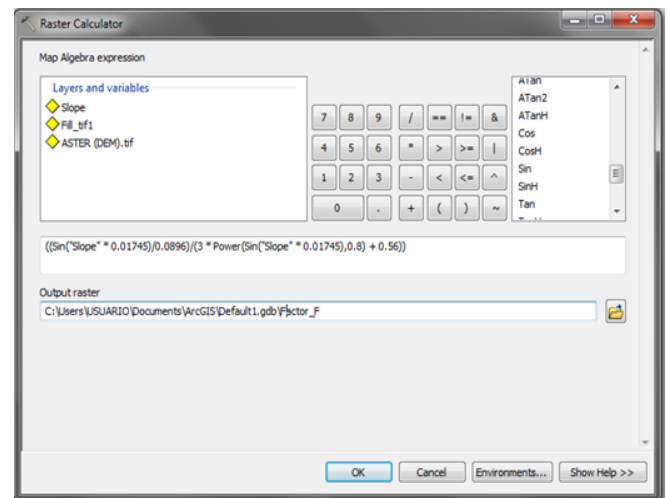 Raster Calculator
Map Algebra expression
Layers and variables
Slope
Fill_tif1
ASTER (DEM).tif
7 8 9 / == != &
4 5 6 * > >= |
1 2 3 - < <= ^
0 . + ( ) ~
ATan
ATan2
ATanH
Cos
CosH
Sin
SinH
Tan
((Sin("Slope" * 0.01745)/0.0896)/(3 * Power(Sin("Slope" * 0.01745),0.8) + 0.56))
Output raster
C:\Users\USUARIO\Documents\ArcGIS\Default1.gdb\Factor_F
OK Cancel Environments... Show Help >>